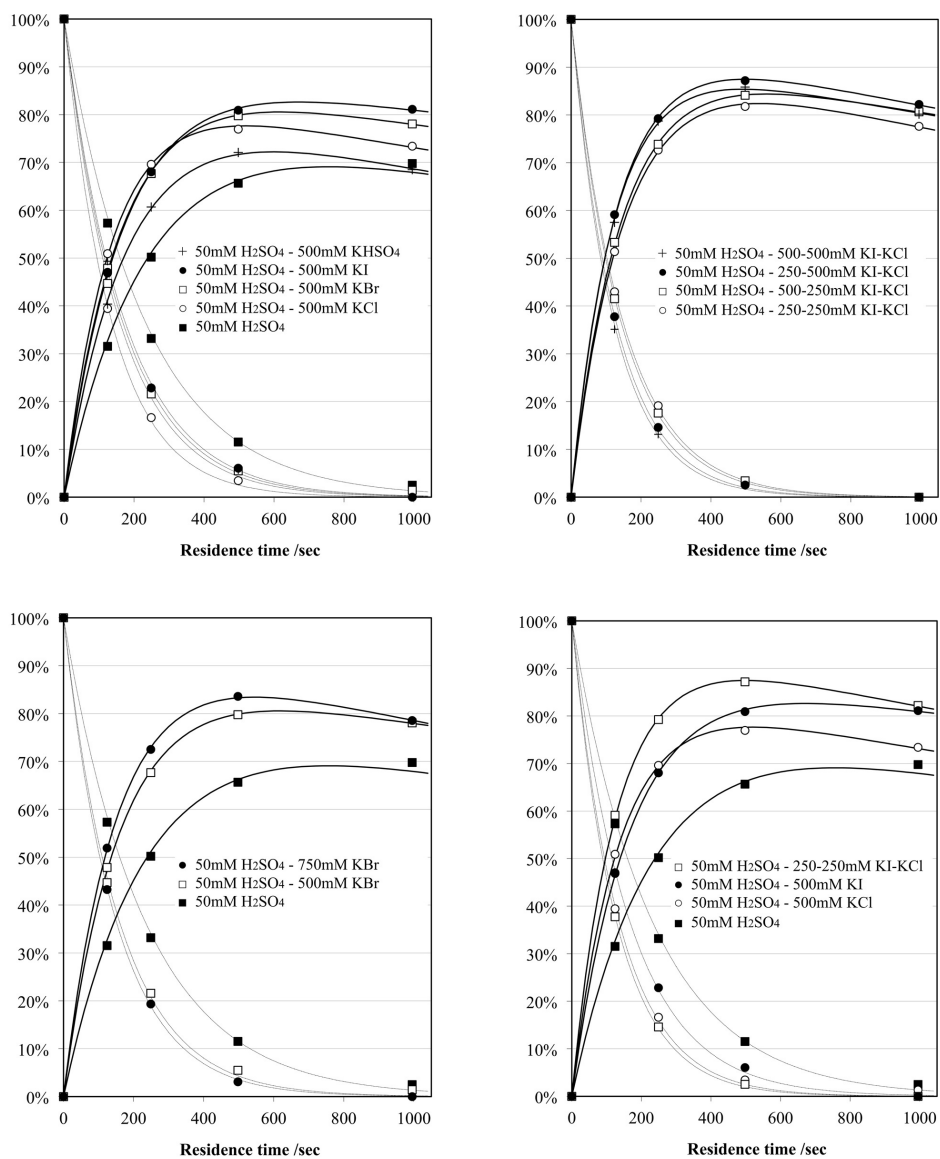 100%
90%
80%
70%
60%
50%
40%
30%
20%
10%
0%
50mM H2SO4 - 500mM KHSO4
50mM H2SO4 - 500mM KI
50mM H2SO4 - 500mM KBr
50mM H2SO4 - 500mM KCl
50mM H2SO4
0 200 400 600 800 1000
Residence time /sec
100%
90%
80%
70%
60%
50%
40%
30%
20%
10%
0%
50mM H2SO4 - 500-500mM KI-KCl
50mM H2SO4 - 250-500mM KI-KCl
50mM H2SO4 - 500-250mM KI-KCl
50mM H2SO4 - 250-250mM KI-KCl
0 200 400 600 800 1000
Residence time /sec
100%
90%
80%
70%
60%
50%
40%
30%
20%
10%
0%
50mM H2SO4 - 750mM KBr
50mM H2SO4 - 500mM KBr
50mM H2SO4
0 200 400 600 800 1000
Residence time /sec
100%
90%
80%
70%
60%
50%
40%
30%
20%
10%
0%
50mM H2SO4 - 250-250mM KI-KCl
50mM H2SO4 - 500mM KI
50mM H2SO4 - 500mM KCl
50mM H2SO4
0 200 400 600 800 1000
Residence time /sec